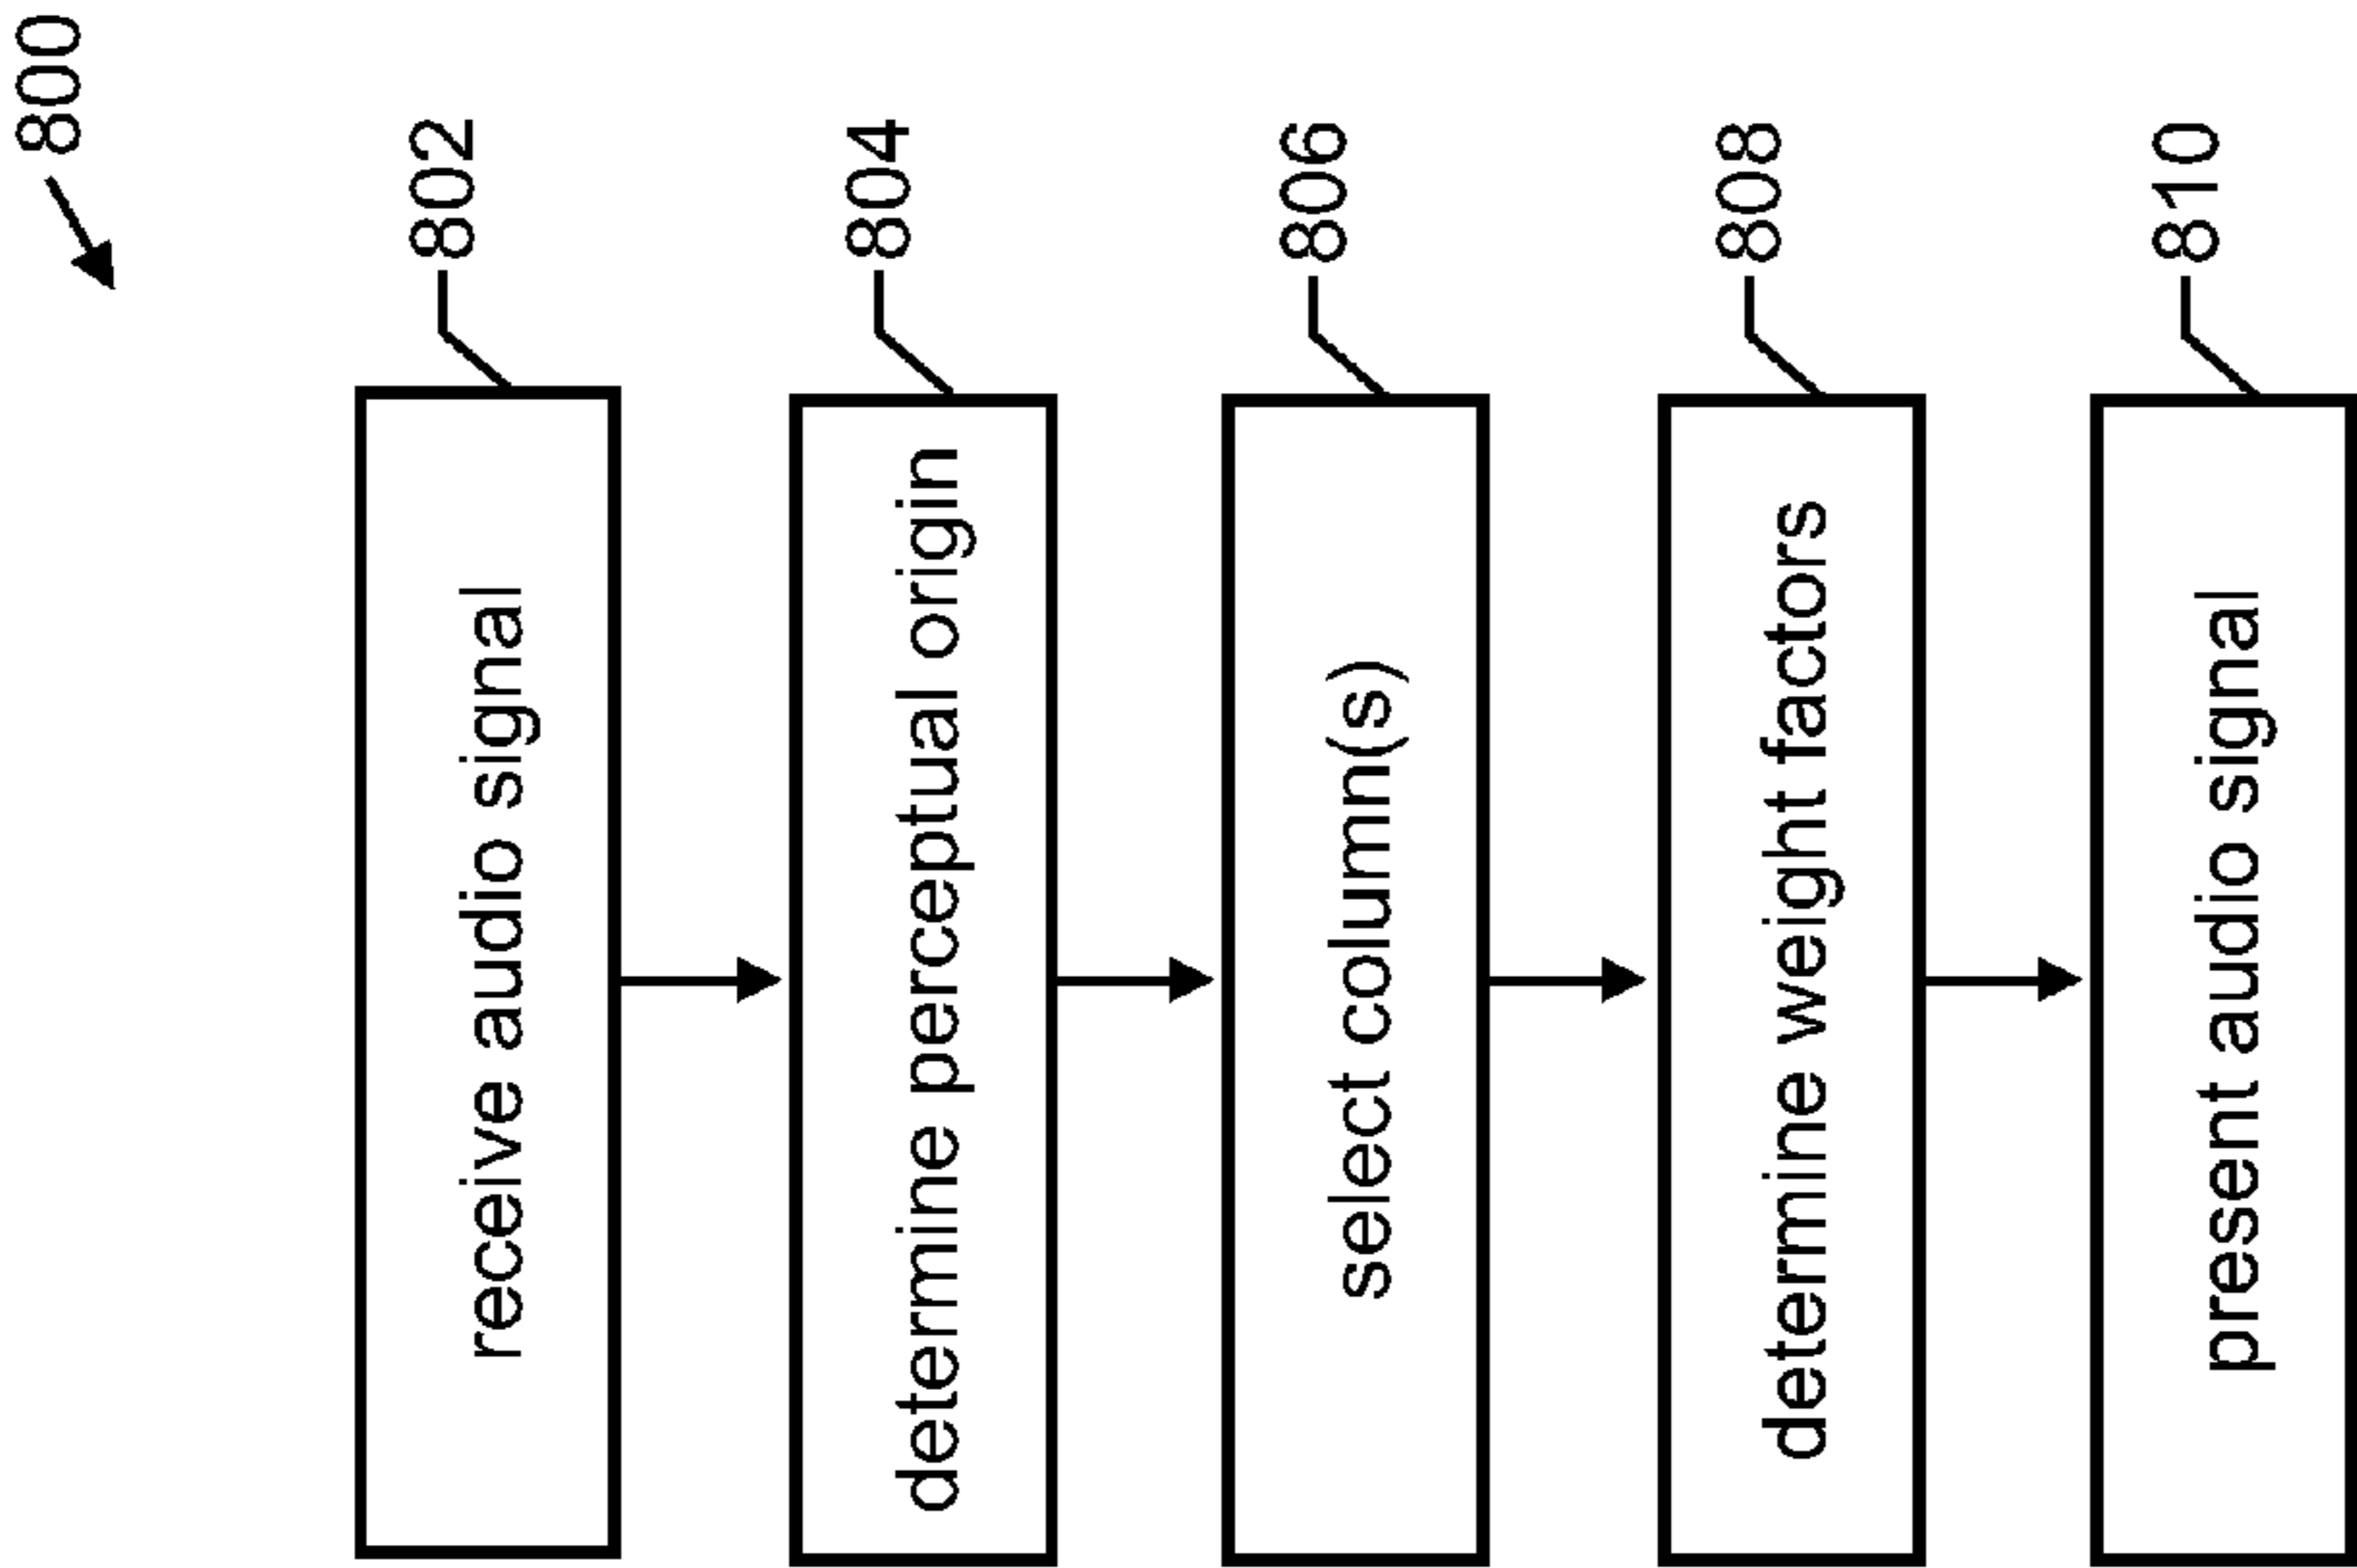 800
receive audio signal
802
determine perceptual origin
804
select column(s)
806
determine weight factors
808
present audio signal
810